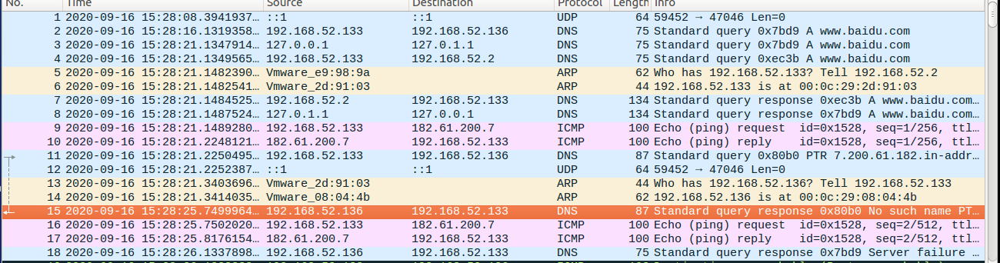 No. Time Source Destination Protocol Length Info
1 2020-09-16 15:28:08.3941937… ::1 ::1 UDP 64 59452 → 47046 Len=0
2 2020-09-16 15:28:16.1319358… 192.168.52.133 192.168.52.136 DNS 75 Standard query 0x7bd9 A www.baidu.com
3 2020-09-16 15:28:21.1347914… 127.0.0.1 127.0.1.1 DNS 75 Standard query 0x7bd9 A www.baidu.com
4 2020-09-16 15:28:21.1349565… 192.168.52.133 192.168.52.2 DNS 75 Standard query 0xec3b A www.baidu.com
5 2020-09-16 15:28:21.1482390… Vmware_e9:98:9a ARP 62 Who has 192.168.52.133? Tell 192.168.52.2
6 2020-09-16 15:28:21.1482541… Vmware_2d:91:03 ARP 44 192.168.52.133 is at 00:0c:29:2d:91:03
7 2020-09-16 15:28:21.1484525… 192.168.52.2 192.168.52.133 DNS 134 Standard query response 0xec3b A www.baidu.com…
8 2020-09-16 15:28:21.1487524… 127.0.1.1 127.0.0.1 DNS 134 Standard query response 0x7bd9 A www.baidu.com…
9 2020-09-16 15:28:21.1489280… 192.168.52.133 182.61.200.7 ICMP 100 Echo (ping) request id=0x1528, seq=1/256, ttl…
10 2020-09-16 15:28:21.2248121… 182.61.200.7 192.168.52.133 ICMP 100 Echo (ping) reply id=0x1528, seq=1/256, ttl…
11 2020-09-16 15:28:21.2250495… 192.168.52.133 192.168.52.136 DNS 87 Standard query 0x80b0 PTR 7.200.61.182.in-addr…
12 2020-09-16 15:28:21.2252387… ::1 ::1 UDP 64 59452 → 47046 Len=0
13 2020-09-16 15:28:21.3403696… Vmware_2d:91:03 ARP 44 Who has 192.168.52.136? Tell 192.168.52.133
14 2020-09-16 15:28:21.3414035… Vmware_08:04:4b ARP 62 192.168.52.136 is at 00:0c:29:08:04:4b
15 2020-09-16 15:28:25.7499964… 192.168.52.136 192.168.52.133 DNS 87 Standard query response 0x80b0 No such name PT…
16 2020-09-16 15:28:25.7502020… 192.168.52.133 182.61.200.7 ICMP 100 Echo (ping) request id=0x1528, seq=2/512, ttl…
17 2020-09-16 15:28:25.8176154… 182.61.200.7 192.168.52.133 ICMP 100 Echo (ping) reply id=0x1528, seq=2/512, ttl…
18 2020-09-16 15:28:26.1337898… 192.168.52.136 192.168.52.133 DNS 75 Standard query response 0x7bd9 Server failure …